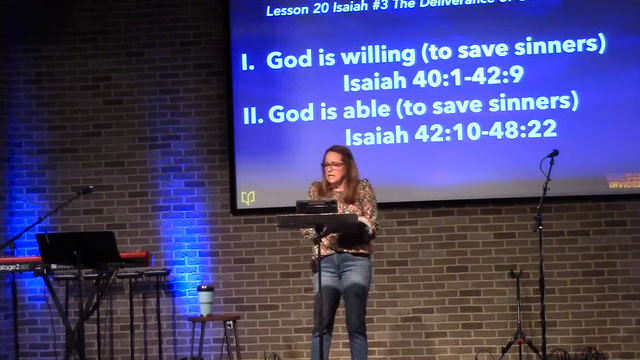 Lesson 20 Isaiah #3 The Deliverance
I. God is willing (to save sinners)
Isaiah 40:1-42:9
II. God is able (to save sinners)
Isaiah 42:10-48:22